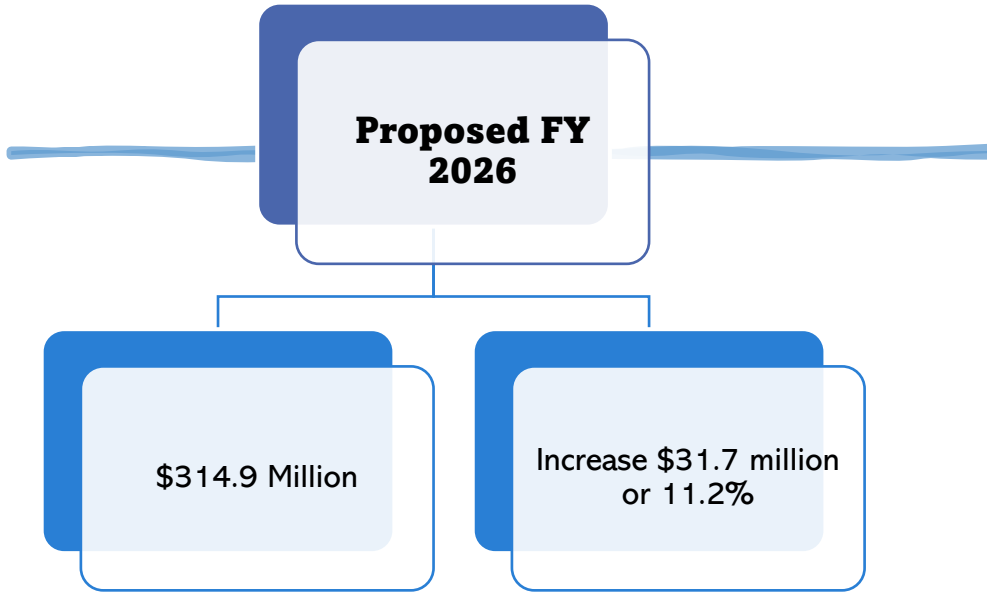 Proposed FY
2026
$314.9 Million
Increase $31.7 million
or 11.2%